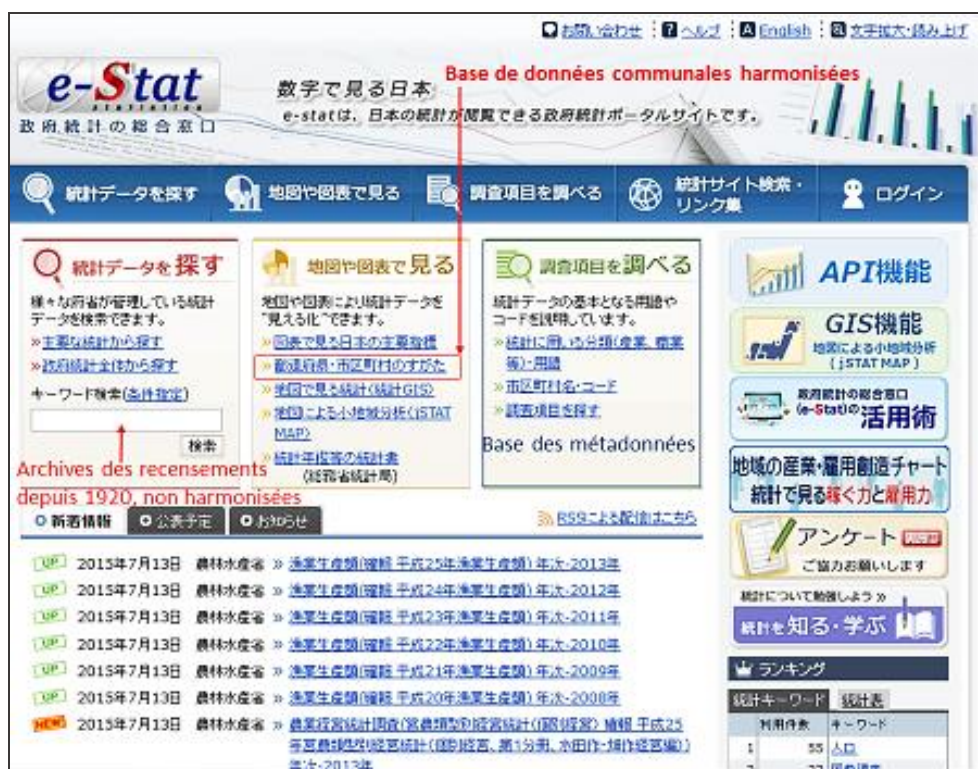 お問い合わせ ヘルプ English 文字拡大・読み上げ
e-Stat
statistics
政府統計の総合窓口
数字で見る日本
Base de données communales harmonisées
e-statは、日本の統計が閲覧できる政府統計ポータルサイトです。
統計データを探す 地図や図表で見る 調査項目を調べる 統計サイト検索・リンク集 ログイン
統計データを探す
様々な府省が管理している統計
データを検索できます。
»主要な統計から探す
»政府統計全体から探す
キーワード検索(条件指定)
検索
Archives des recensements
depuis 1920, non harmonisées
地図や図表で見る
地図や図表により統計データを
"見える化"できます。
»図表で見る日本の主要指標
»都道府県・市区町村のすがた
»地図で見る統計(統計GIS)
»地図による小地域分析(jSTAT
MAP)
»統計年報等の統計書
(総務省統計局)
調査項目を調べる
統計データの基本となる用語や
コードを説明しています。
»統計に用いる分類(産業、職業
等)・用語
»市区町村名・コード
»調査項目を探す
Base des métadonnées
API機能
GIS機能
地図による小地域分析
(jSTAT MAP)
政府統計の総合窓口
(e-Stat)の活用術
地域の産業・雇用創造チャート
統計で見る稼ぐ力と雇用力
アンケート
ご協力お願いします
統計について勉強しよう»
統計を知る・学ぶ
新着情報 公表予定 お知らせ RSSによる配信はこちら
UP 2015年7月13日 農林水産省 » 漁業生産額(確報 平成25年漁業生産額) 年次-2013年
UP 2015年7月13日 農林水産省 » 漁業生産額(確報 平成24年漁業生産額) 年次-2012年
UP 2015年7月13日 農林水産省 » 漁業生産額(確報 平成23年漁業生産額) 年次-2011年
UP 2015年7月13日 農林水産省 » 漁業生産額(確報 平成22年漁業生産額) 年次-2010年
UP 2015年7月13日 農林水産省 » 漁業生産額(確報 平成21年漁業生産額) 年次-2009年
UP 2015年7月13日 農林水産省 » 漁業生産額(確報 平成20年漁業生産額) 年次-2008年
NEW 2015年7月13日 農林水産省 » 農業経営統計調査(営農類型別経営統計(個別経営) 確報 平成25
年営農類型別経営統計(個別経営、第1分冊、水田作・畑作経営編))
年次-2013年
ランキング
統計キーワード 統計表
利用件数 キーワード
1 55 人口